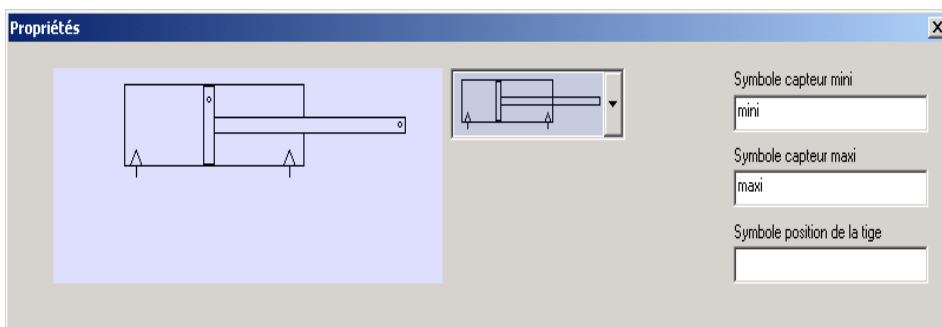 Propriétés
Symbole capteur mini
mini
Symbole capteur maxi
maxi
Symbole position de la tige